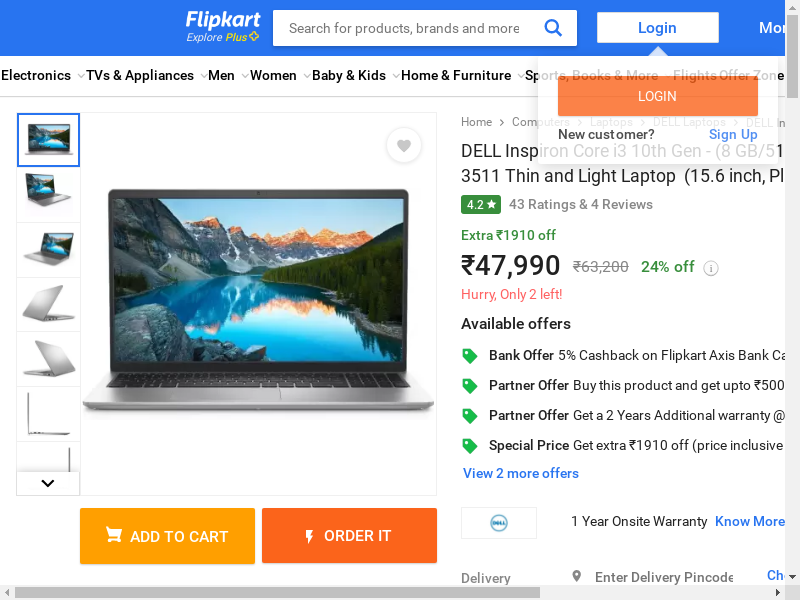 Flipkart
Explore Plus
Search for products, brands and more
Login
Electronics
TVs & Appliances
Men
Women
Baby & Kids
Home & Furniture
Sports, Books & More
Flights
Offer Zone
LOGIN
New customer?
Sign Up
Home
Computers
Laptops
DELL Laptops
DELL In
DELL Inspiron Core i3 10th Gen - (8 GB/51
3511 Thin and Light Laptop (15.6 inch, Pl
4.2
43 Ratings & 4 Reviews
Extra ₹1910 off
₹47,990 ₹63,200 24% off
Hurry, Only 2 left!
Available offers
Bank Offer 5% Cashback on Flipkart Axis Bank Ca
Partner Offer Buy this product and get upto ₹500
Partner Offer Get a 2 Years Additional warranty @
Special Price Get extra ₹1910 off (price inclusive
View 2 more offers
ADD TO CART
ORDER IT
DELL
1 Year Onsite Warranty Know More
Delivery
Enter Delivery Pincode